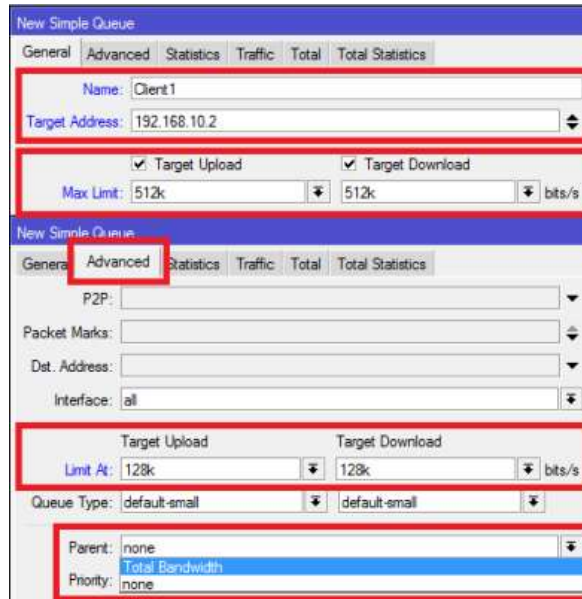 New Simple Queue
General Advanced Statistics Traffic Total Total Statistics
Name: Client1
Target Address: 192.168.10.2
Target Upload Target Download
Max Limit: 512k 512k bits/s
New Simple Queue
General Advanced Statistics Traffic Total Total Statistics
P2P:
Packet Marks:
Dst. Address:
Interface: all
Target Upload Target Download
Limit At: 128k 128k bits/s
Queue Type: default-small default-small
Parent: none
Total Bandwidth
Priority: none